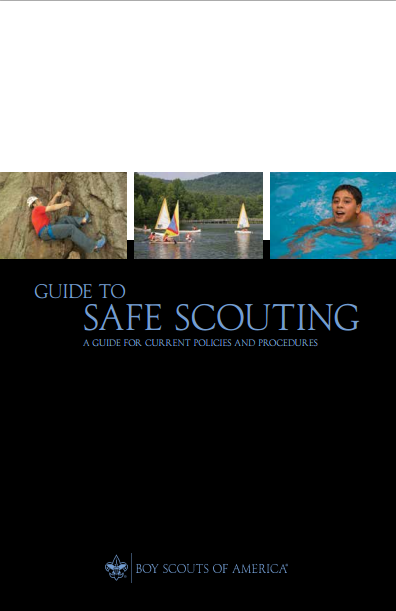 GUIDE TO
SAFE SCOUTING
A GUIDE FOR CURRENT POLICIES AND PROCEDURES
BOY SCOUTS OF AMERICA®